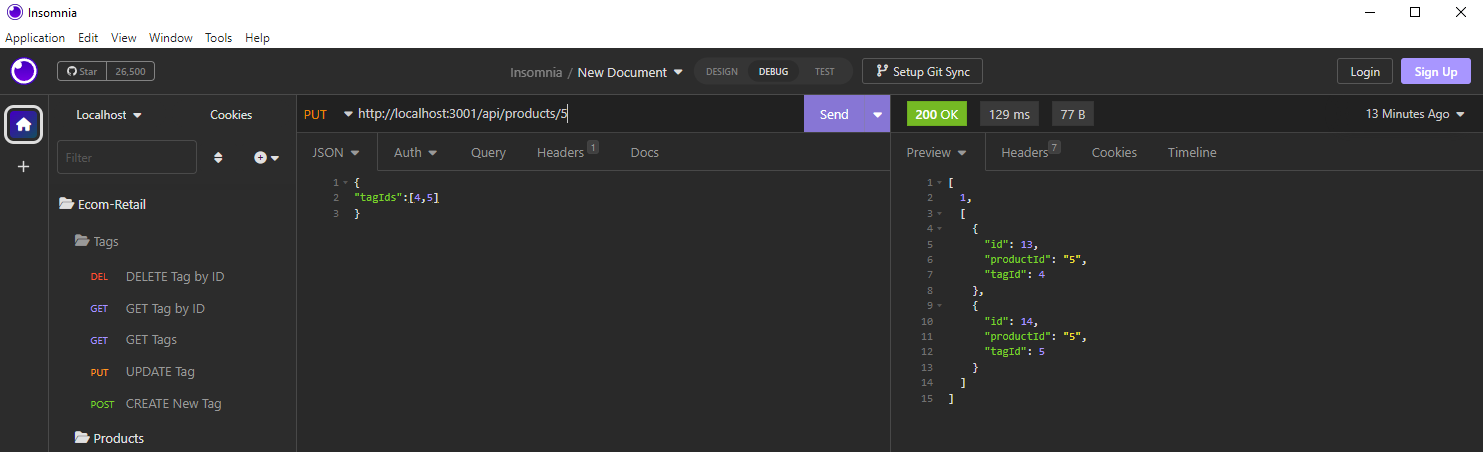 Insomnia
Application Edit View Window Tools Help
Star 26,500 Insomnia / New Document DESIGN DEBUG TEST Setup Git Sync Login Sign Up
Localhost Cookies
Filter
Ecom-Retail
Tags
DEL DELETE Tag by ID
GET GET Tag by ID
GET GET Tags
PUT UPDATE Tag
POST CREATE New Tag
Products
PUT http://localhost:3001/api/products/5 Send
JSON Auth Query Headers 1 Docs
1 {
2 "tagIds":[4,5]
3 }
200 OK 129 ms 77 B 13 Minutes Ago
Preview Headers 7 Cookies Timeline
1 [
2 1,
3 [
4 {
5 "id": 13,
6 "productId": "5",
7 "tagId": 4
8 },
9 {
10 "id": 14,
11 "productId": "5",
12 "tagId": 5
13 }
14 ]
15 ]